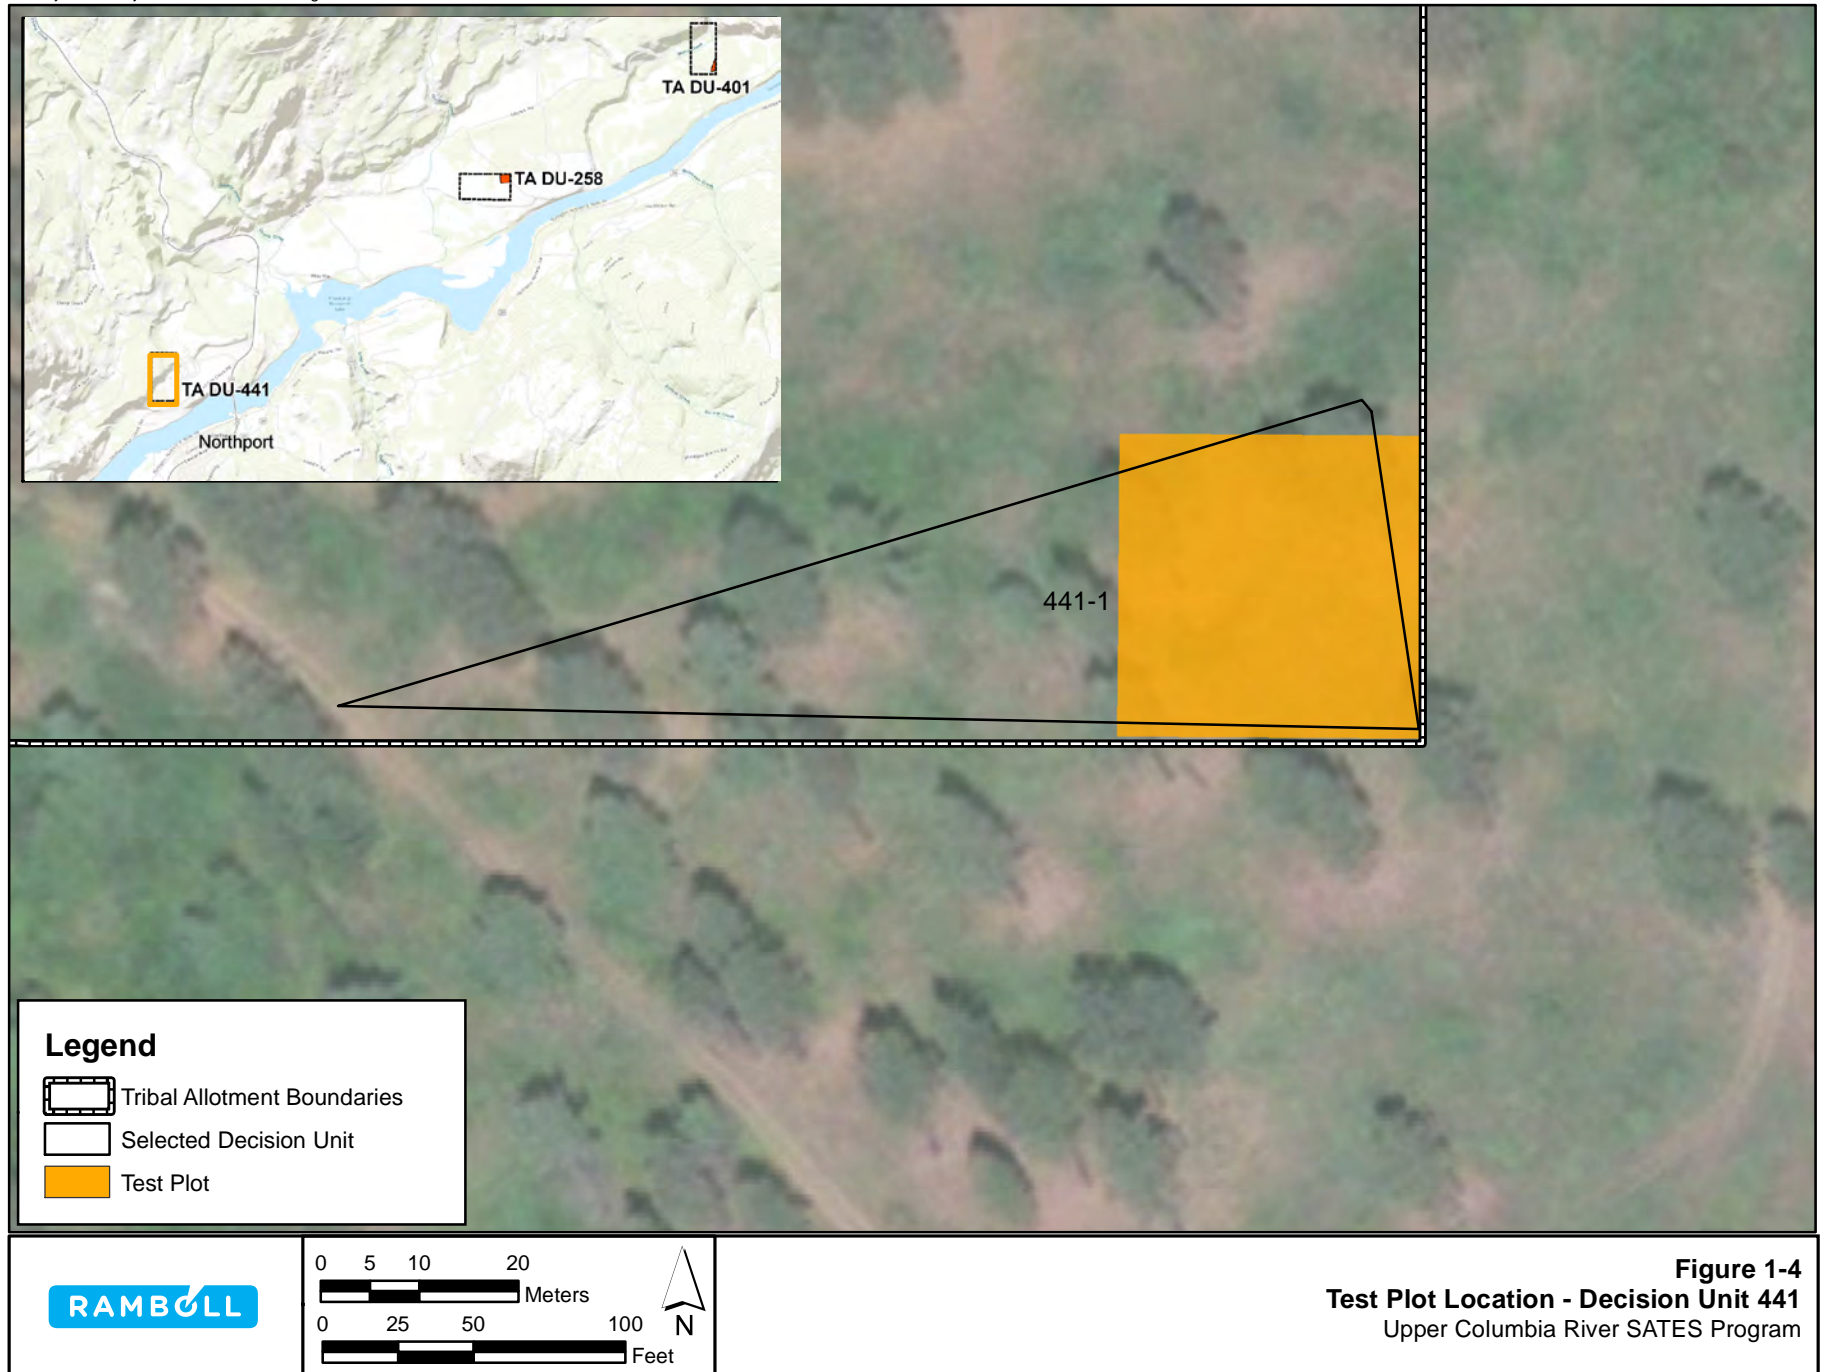 TA DU-401
TA DU-258
TA DU-441
Northport
441-1
Legend
Tribal Allotment Boundaries
Selected Decision Unit
Test Plot
RAMBOLL
0 5 10 20
Meters
0 25 50 100
Feet
N
Figure 1-4
Test Plot Location - Decision Unit 441
Upper Columbia River SATES Program